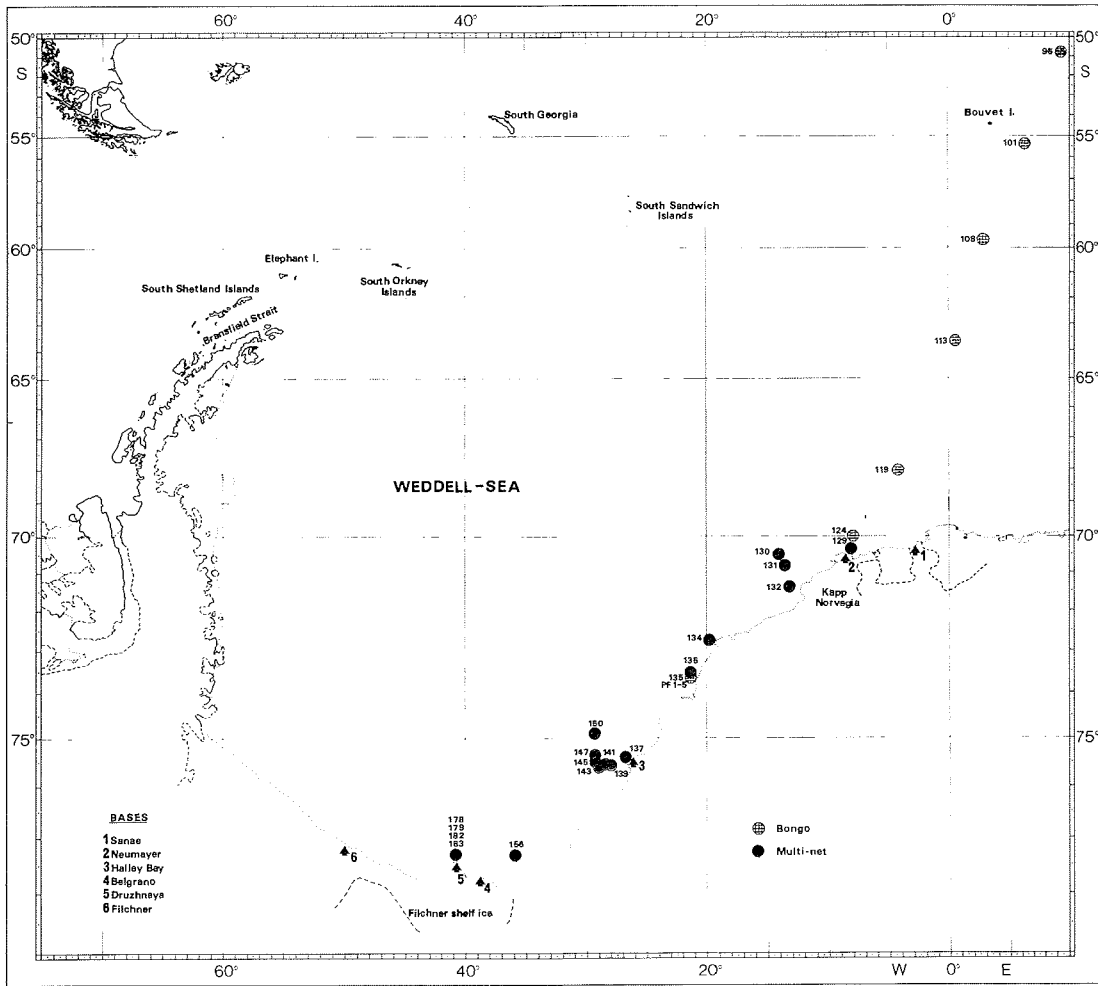 60° 40° 20° 0°
50° 50°
S S
96
Bouvet I.
South Georgia
55° 55°
101
South Sandwich
Islands
108
60° 60°
Elephant I.
South Orkney
Islands
South Shetland Islands
Bransfield Strait
113
65° 65°
119
WEDDELL-SEA
124
70° 70°
129
130
1
2
131
132
Kapp
Norvegia
134
136
135
PF 1-5
150
75° 75°
147 141 137
145
143 139 3
BASES
1 Sanae
2 Neumayer
3 Halley Bay
4 Belgrano
5 Druzhnaya
6 Filchner
178
179
182
183
156
6
5
4
Filchner shelf ice
Bongo
Multi-net
60° 40° 20° W 0° E